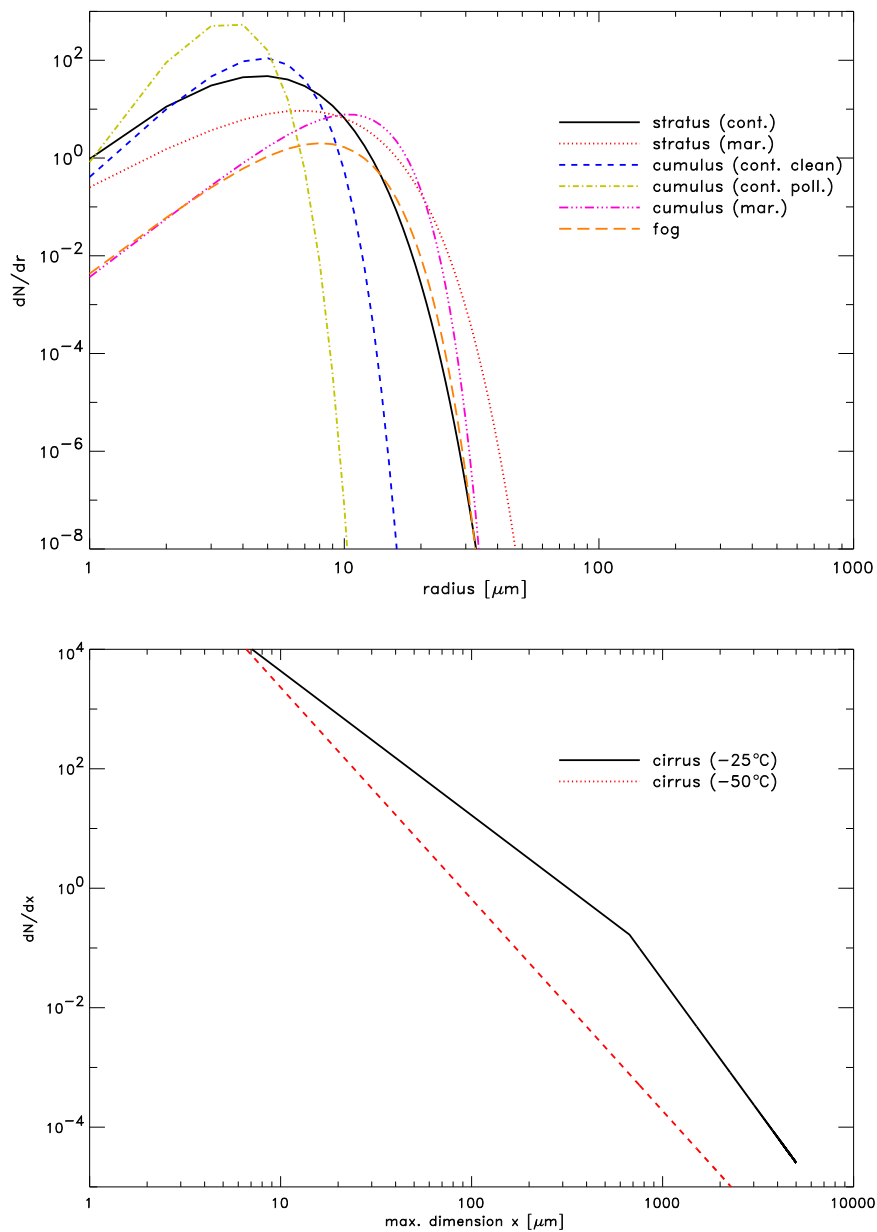 10^2
10^0
10^-2
10^-4
10^-6
10^-8
dN/dr
stratus (cont.)
stratus (mar.)
cumulus (cont. clean)
cumulus (cont. poll.)
cumulus (mar.)
fog
1 10 100 1000
radius [μm]
10^4
10^2
10^0
10^-2
10^-4
dN/dx
cirrus (−25°C)
cirrus (−50°C)
1 10 100 1000 10000
max. dimension x [μm]